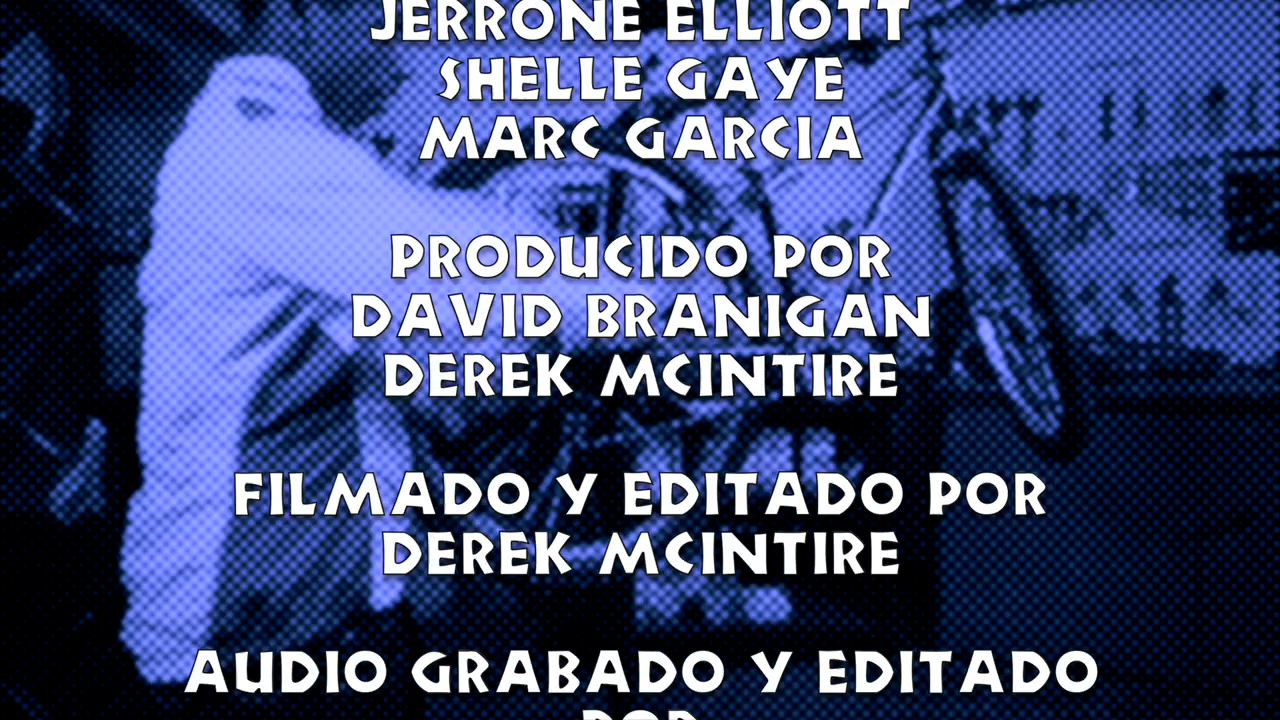 JERRONE ELLIOTT
SHELLE GAYE
MARC GARCIA
PRODUCIDO POR
DAVID BRANIGAN
DEREK MCINTIRE
FILMADO Y EDITADO POR
DEREK MCINTIRE
AUDIO GRABADO Y EDITADO
POR